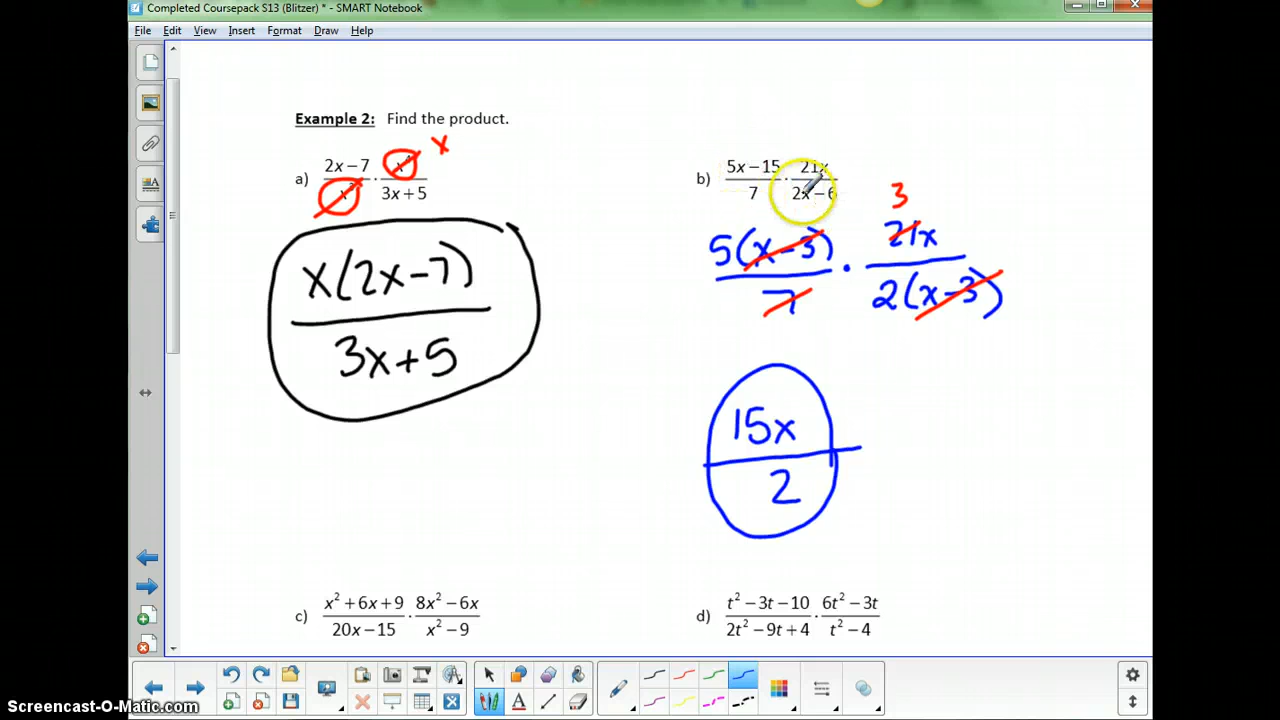 Completed Coursepack S13 (Blitzer) * - SMART Notebook
File Edit View Insert Format Draw Help
Example 2: Find the product.
x
a) 2x−7 / x · / 3x+5
b) 5x−15 / 7 · 21x / 2x−6
3
5(x−3) / 7 · 21x / 2(x−3)
x(2x−7)
3x+5
15x
2
c) x²+6x+9 / 20x−15 · 8x²−6x / x²−9
d) t²−3t−10 / 2t²−9t+4 · 6t²−3t / t²−4
A
Screencast-O-Matic.com